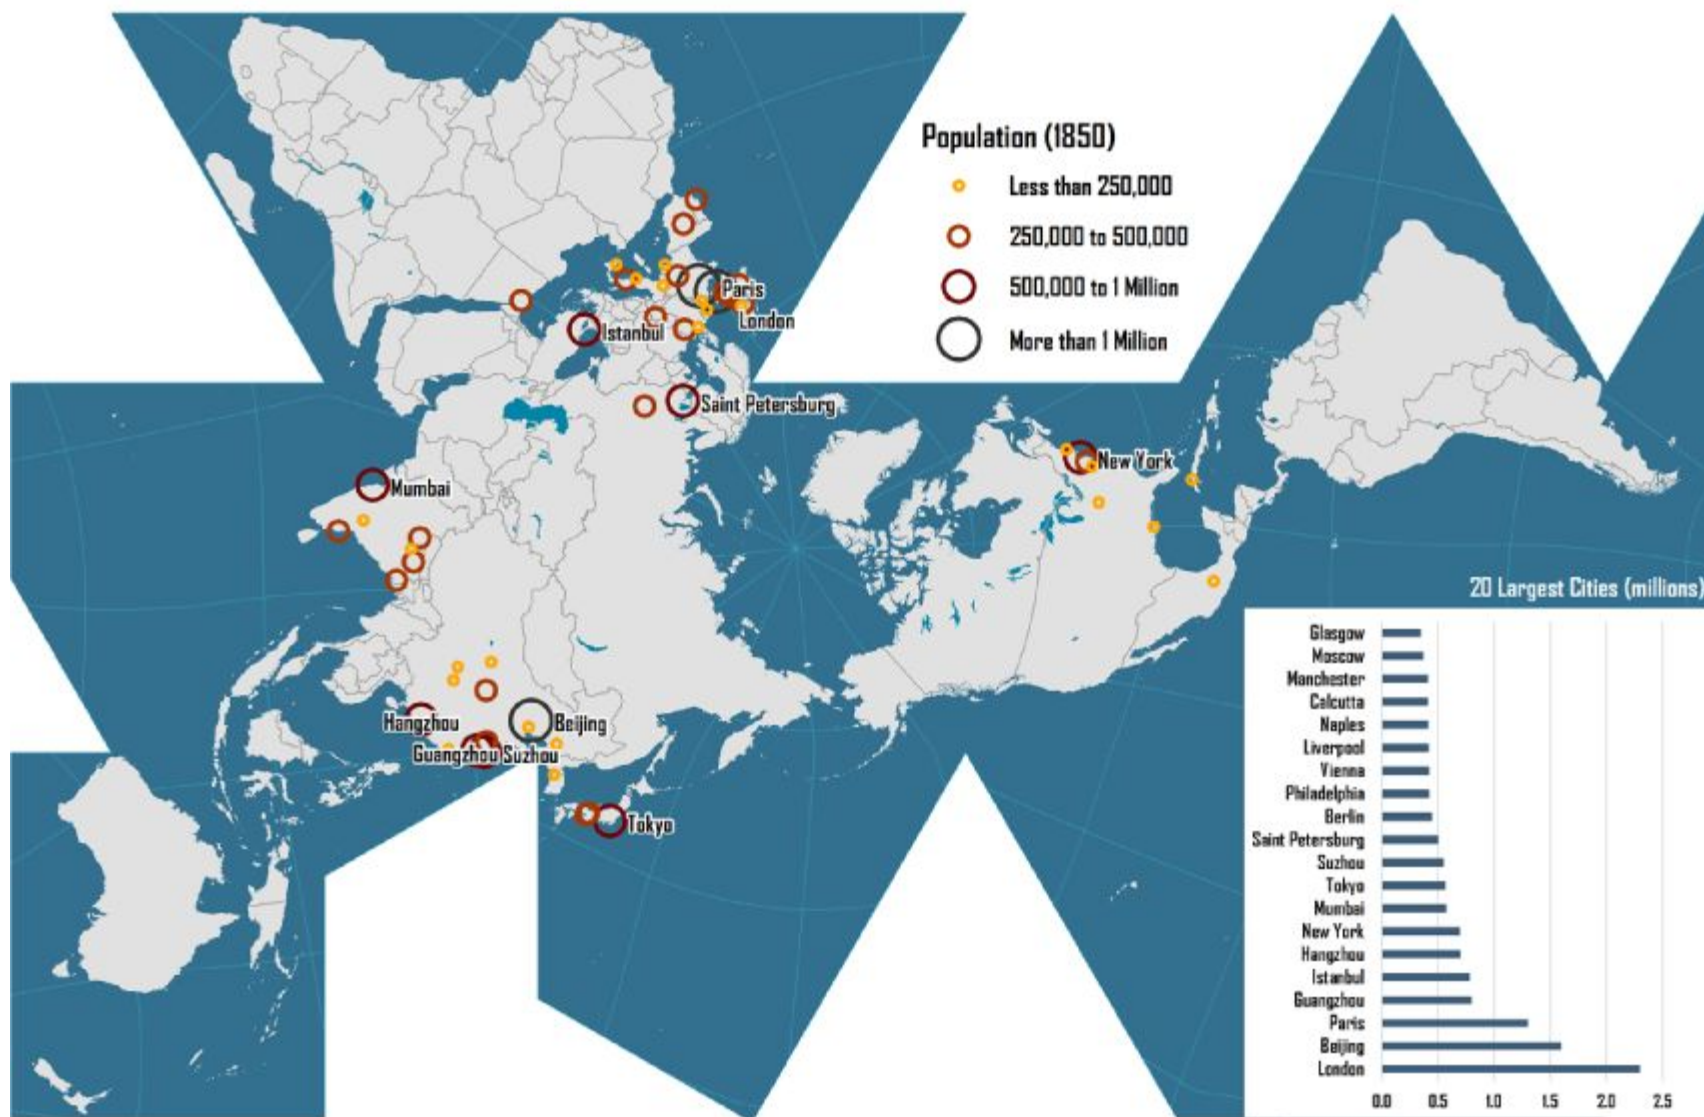 Population (1850)
Less than 250,000
250,000 to 500,000
500,000 to 1 Million
More than 1 Million
Paris
London
Istanbul
Saint Petersburg
New York
Mumbai
Hangzhou
Beijing
Guangzhou
Suzhou
Tokyo
20 Largest Cities (millions)
Glasgow
Moscow
Manchester
Calcutta
Naples
Liverpool
Vienna
Philadelphia
Berlin
Saint Petersburg
Suzhou
Tokyo
Mumbai
New York
Hangzhou
Istanbul
Guangzhou
Paris
Beijing
London
0.0 0.5 1.0 1.5 2.0 2.5